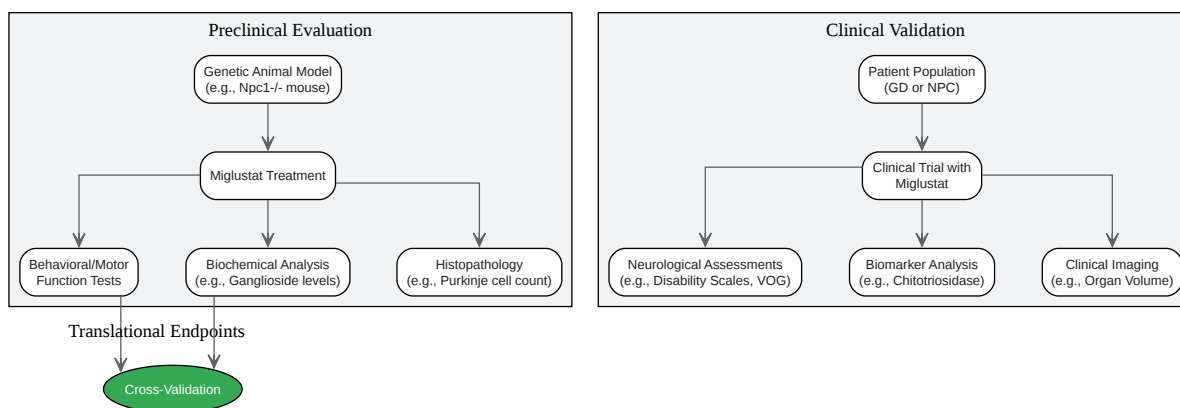 Preclinical Evaluation
Genetic Animal Model
(e.g., Npc1-/- mouse)
Miglustat Treatment
Behavioral/Motor
Function Tests
Biochemical Analysis
(e.g., Ganglioside levels)
Histopathology
(e.g., Purkinje cell count)
Translational Endpoints
Cross-Validation
Clinical Validation
Patient Population
(GD or NPC)
Clinical Trial with
Miglustat
Neurological Assessments
(e.g., Disability Scales, VOG)
Biomarker Analysis
(e.g., Chitotriosidase)
Clinical Imaging
(e.g., Organ Volume)